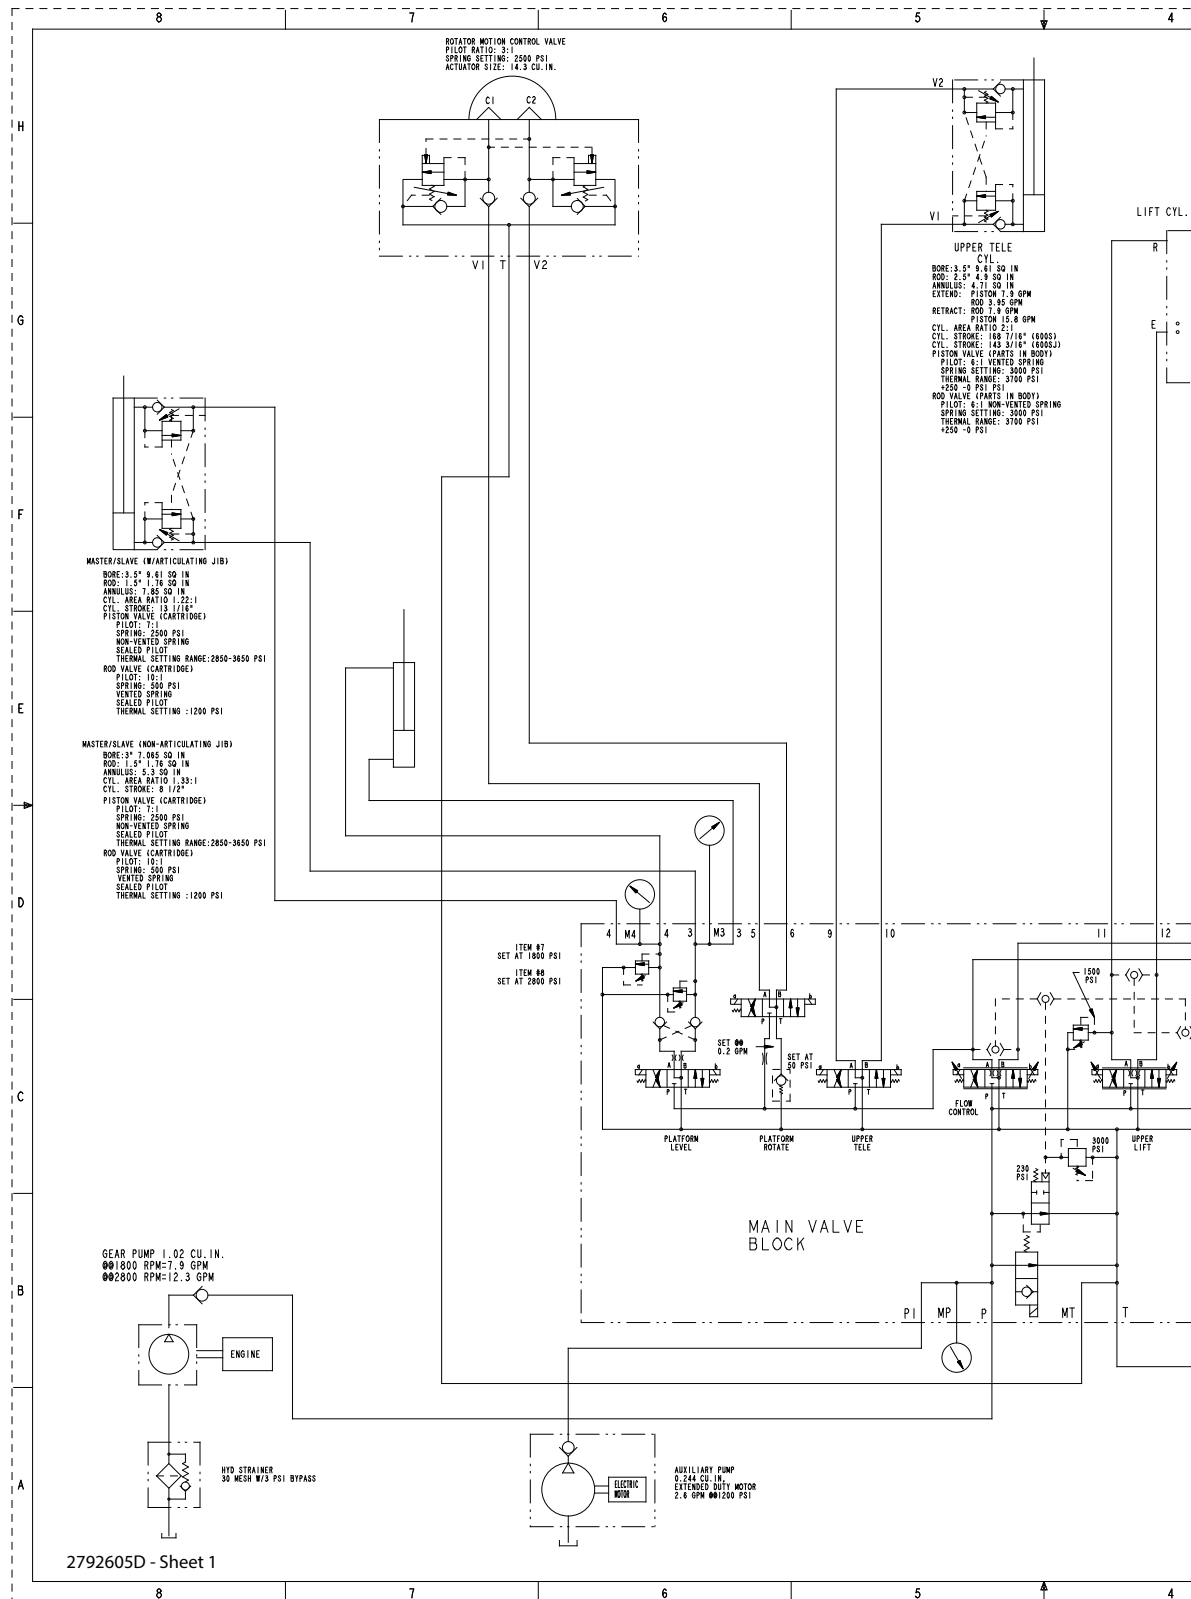 8 7 6 5 4
H
G
F
E
D
C
B
A
ROTATOR MOTION CONTROL VALVE
PILOT RATIO: 3:1
SPRING SETTING: 2500 PSI
ACTUATOR SIZE: 14.3 CU.IN.
C1 C2
V1 T V2
V2
V1
UPPER TELE
CYL.
BORE:3.5" 9.61 SQ IN
ROD: 2.5" 4.9 SQ IN
ANNULUS: 4.71 SQ IN
EXTEND: PISTON 7.9 GPM
ROD 3.95 GPM
RETRACT: ROD 7.9 GPM
PISTON 15.8 GPM
CYL. AREA RATIO 2:1
CYL. STROKE: 168 7/16" (600S)
CYL. STROKE: 143 3/16" (600SJ)
PISTON VALVE (PARTS IN BODY)
PILOT: 6:1 VENTED SPRING
SPRING SETTING: 3000 PSI
THERMAL RANGE: 3700 PSI
+250 -0 PSI PSI
ROD VALVE (PARTS IN BODY)
PILOT: 6:1 NON-VENTED SPRING
SPRING SETTING: 3000 PSI
THERMAL RANGE: 3700 PSI
+250 -0 PSI
LIFT CYL.
R
E
MASTER/SLAVE (W/ARTICULATING JIB)
BORE:3.5" 9.61 SQ IN
ROD: 1.5" 1.76 SQ IN
ANNULUS: 7.85 SQ IN
CYL. AREA RATIO 1.22:1
CYL. STROKE: 13 1/16"
PISTON VALVE (CARTRIDGE)
PILOT: 7:1
SPRING: 2500 PSI
NON-VENTED SPRING
SEALED PILOT
THERMAL SETTING RANGE:2850-3650 PSI
ROD VALVE (CARTRIDGE)
PILOT: 10:1
SPRING: 500 PSI
VENTED SPRING
SEALED PILOT
THERMAL SETTING :1200 PSI
MASTER/SLAVE (NON-ARTICULATING JIB)
BORE:3" 7.065 SQ IN
ROD: 1.5" 1.76 SQ IN
ANNULUS: 5.3 SQ IN
CYL. AREA RATIO 1.33:1
CYL. STROKE: 8 1/2"
PISTON VALVE (CARTRIDGE)
PILOT: 7:1
SPRING: 2500 PSI
NON-VENTED SPRING
SEALED PILOT
THERMAL SETTING RANGE:2850-3650 PSI
ROD VALVE (CARTRIDGE)
PILOT: 10:1
SPRING: 500 PSI
VENTED SPRING
SEALED PILOT
THERMAL SETTING :1200 PSI
4 M4 4 3 M3 3 5 6 9 10 11 12
ITEM #7
SET AT 1800 PSI
ITEM #8
SET AT 2800 PSI
1500
PSI
a A B b
P T
SET @@
0.2 GPM
SET AT
50 PSI
a A B b
P T
a A B b
P T
a A B b
P T
a A B b
P T
FLOW
CONTROL
PLATFORM
LEVEL
PLATFORM
ROTATE
UPPER
TELE
3000
PSI
UPPER
LIFT
230
PSI
MAIN VALVE
BLOCK
P1 MP P MT T
GEAR PUMP 1.02 CU.IN.
@@1800 RPM=7.9 GPM
@@2800 RPM=12.3 GPM
ENGINE
HYD STRAINER
30 MESH W/3 PSI BYPASS
ELECTRIC
MOTOR
AUXILIARY PUMP
0.244 CU.IN.
EXTENDED DUTY MOTOR
2.6 GPM @@1200 PSI
2792605D - Sheet 1
8 7 6 5 4